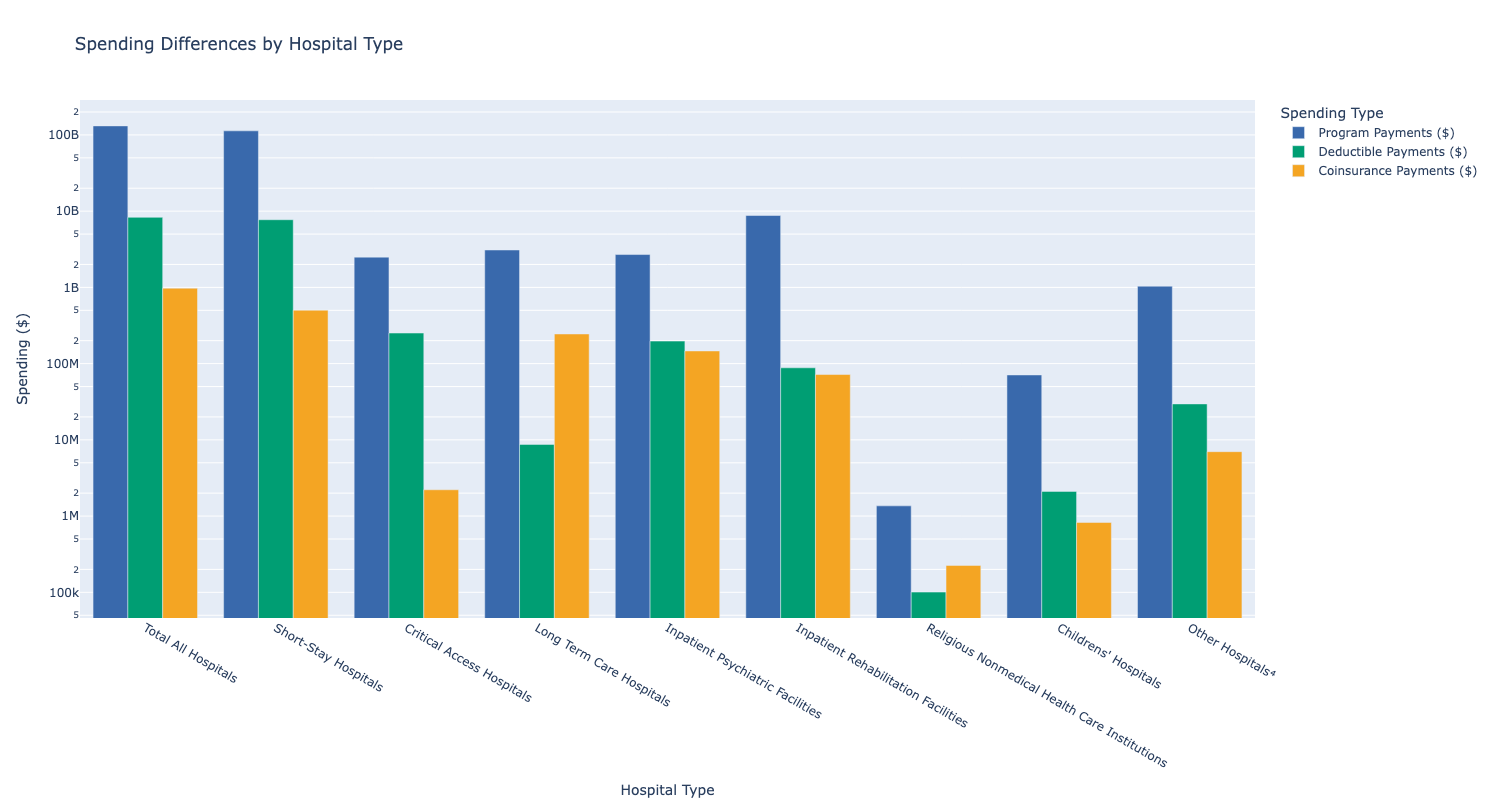 Spending Differences by Hospital Type
Spending Type
Program Payments ($)
Deductible Payments ($)
Coinsurance Payments ($)
Spending ($)
2
100B
5
2
10B
5
2
1B
5
2
100M
5
2
10M
5
2
1M
5
2
100k
5
Total All Hospitals
Short-Stay Hospitals
Critical Access Hospitals
Long Term Care Hospitals
Inpatient Psychiatric Facilities
Inpatient Rehabilitation Facilities
Religious Nonmedical Health Care Institutions
Childrens' Hospitals
Other Hospitals⁴
Hospital Type